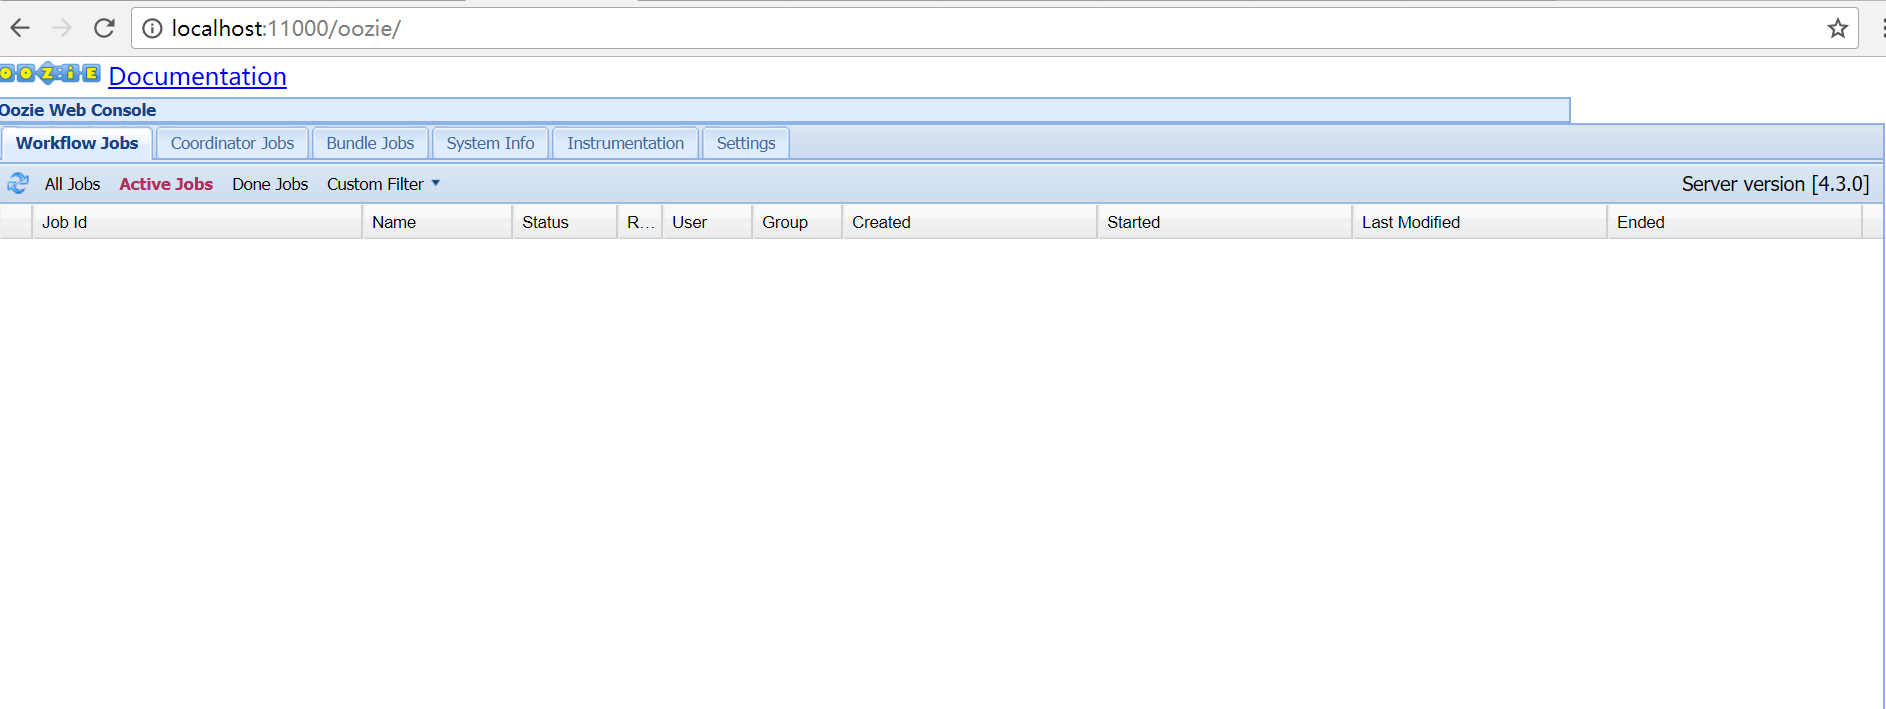 localhost:11000/oozie/
OOZiE Documentation
Oozie Web Console
Workflow Jobs Coordinator Jobs Bundle Jobs System Info Instrumentation Settings
All Jobs Active Jobs Done Jobs Custom Filter Server version [4.3.0]
Job Id Name Status R... User Group Created Started Last Modified Ended